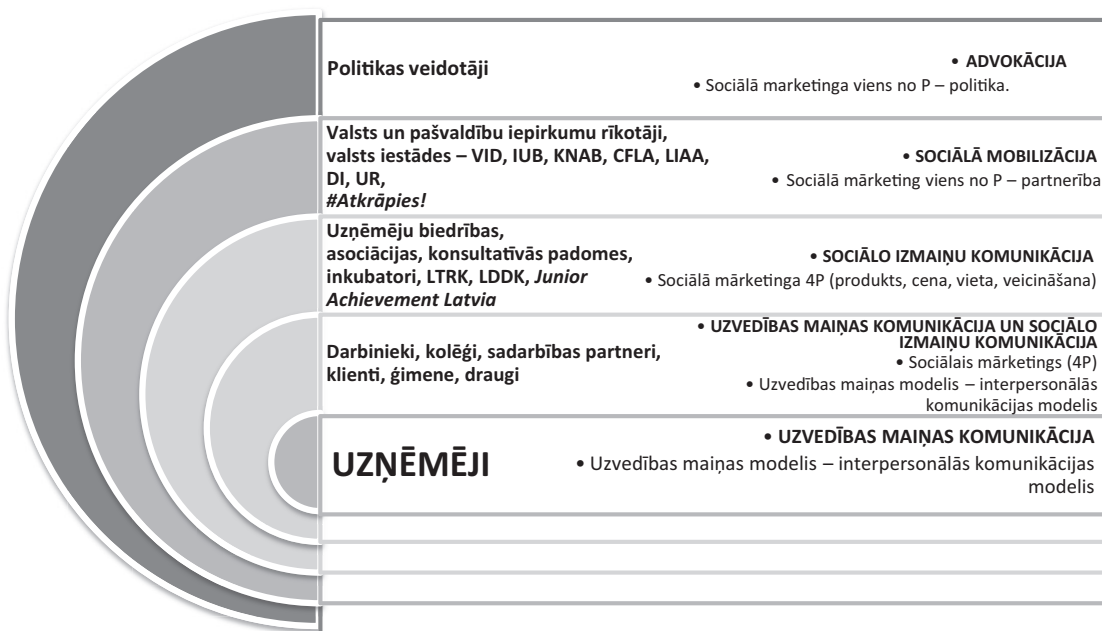 Politikas veidotāji
• ADVOKĀCIJA
• Sociālā marketinga viens no P – politika.
Valsts un pašvaldību iepirkumu rīkotāji,
valsts iestādes – VID, IUB, KNAB, CFLA, LIAA,
DI, UR,
#Atkrāpies!
• SOCIĀLĀ MOBILIZĀCIJA
• Sociālā mārketing viens no P – partnerība
Uzņēmēju biedrības,
asociācijas, konsultatīvās padomes,
inkubatori, LTRK, LDDK, Junior
Achievement Latvia
• SOCIĀLO IZMAIŅU KOMUNIKĀCIJA
• Sociālā mārketinga 4P (produkts, cena, vieta, veicināšana)
Darbinieki, kolēģi, sadarbības partneri,
klienti, ģimene, draugi
• UZVEDĪBAS MAIŅAS KOMUNIKĀCIJA UN SOCIĀLO
IZMAIŅU KOMUNIKĀCIJA
• Sociālais mārketings (4P)
• Uzvedības maiņas modelis – interpersonālās
komunikācijas modelis
UZŅĒMĒJI
• UZVEDĪBAS MAIŅAS KOMUNIKĀCIJA
• Uzvedības maiņas modelis – interpersonālās komunikācijas
modelis